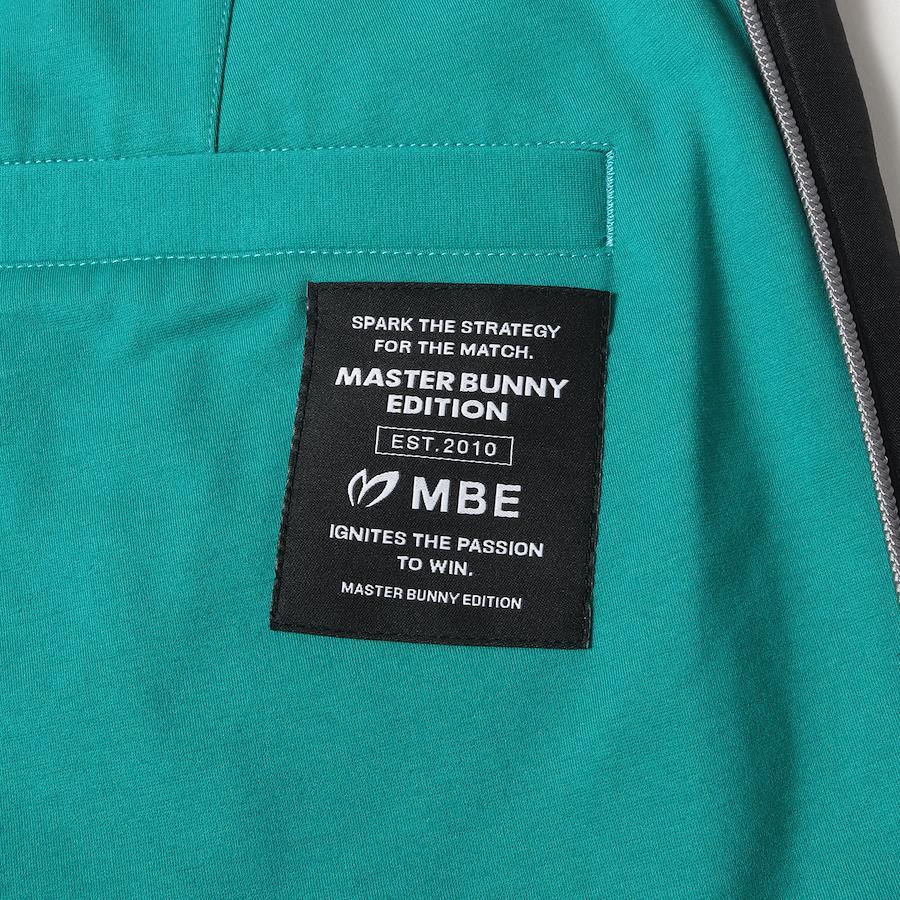 SPARK THE STRATEGY
FOR THE MATCH.
MASTER BUNNY
EDITION
EST.2010
MBE
IGNITES THE PASSION
TO WIN.
MASTER BUNNY EDITION